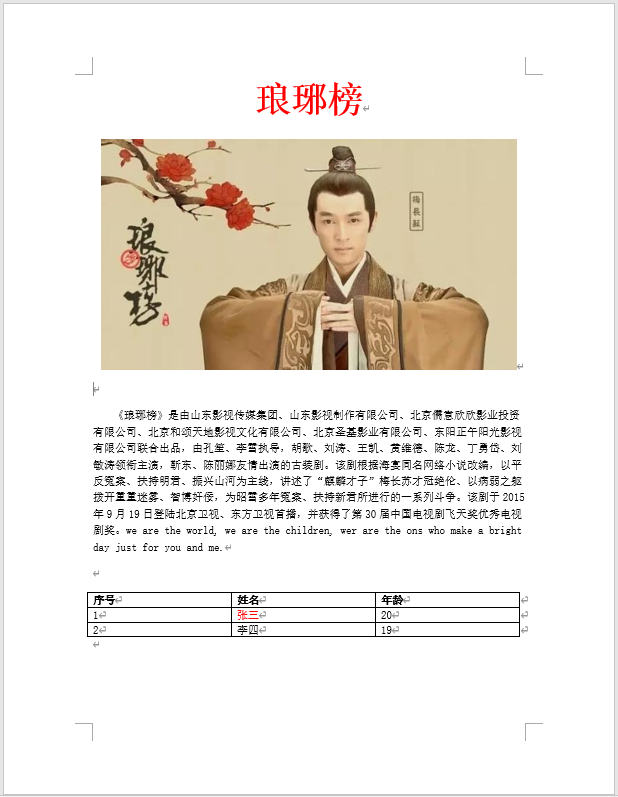 琅琊榜
梅長蘇
琅琊榜
《琅琊榜》是由山东影视传媒集团、山东影视制作有限公司、北京儒意欣欣影业投资
有限公司、北京和颂天地影视文化有限公司、北京圣基影业有限公司、东阳正午阳光影视
有限公司联合出品，由孔笙、李雪执导，胡歌、刘涛、王凯、黄维德、陈龙、丁勇岱、刘
敏涛领衔主演，靳东、陈丽娜友情出演的古装剧。该剧根据海宴同名网络小说改编，以平
反冤案、扶持明君、振兴山河为主线，讲述了“麒麟才子”梅长苏才冠绝伦、以病弱之躯
拨开重重迷雾、智博奸佞，为昭雪多年冤案、扶持新君所进行的一系列斗争。该剧于 2015
年 9 月 19 日登陆北京卫视、东方卫视首播，并获得了第 30 届中国电视剧飞天奖优秀电视
剧奖。we are the world, we are the children, wer are the ons who make a bright
day just for you and me.
序号 姓名 年龄
1 张三 20
2 李四 19